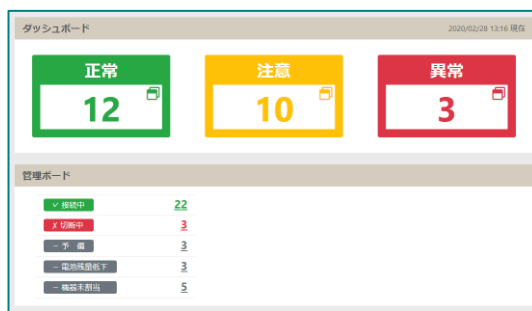 ダッシュボード 2020/02/28 13:16 現在
正常 注意 異常
12 10 3
管理ボード
✓ 接続中 22
✗ 切断中 3
− 予 備 3
− 電池残量低下 3
− 機器未割当 5